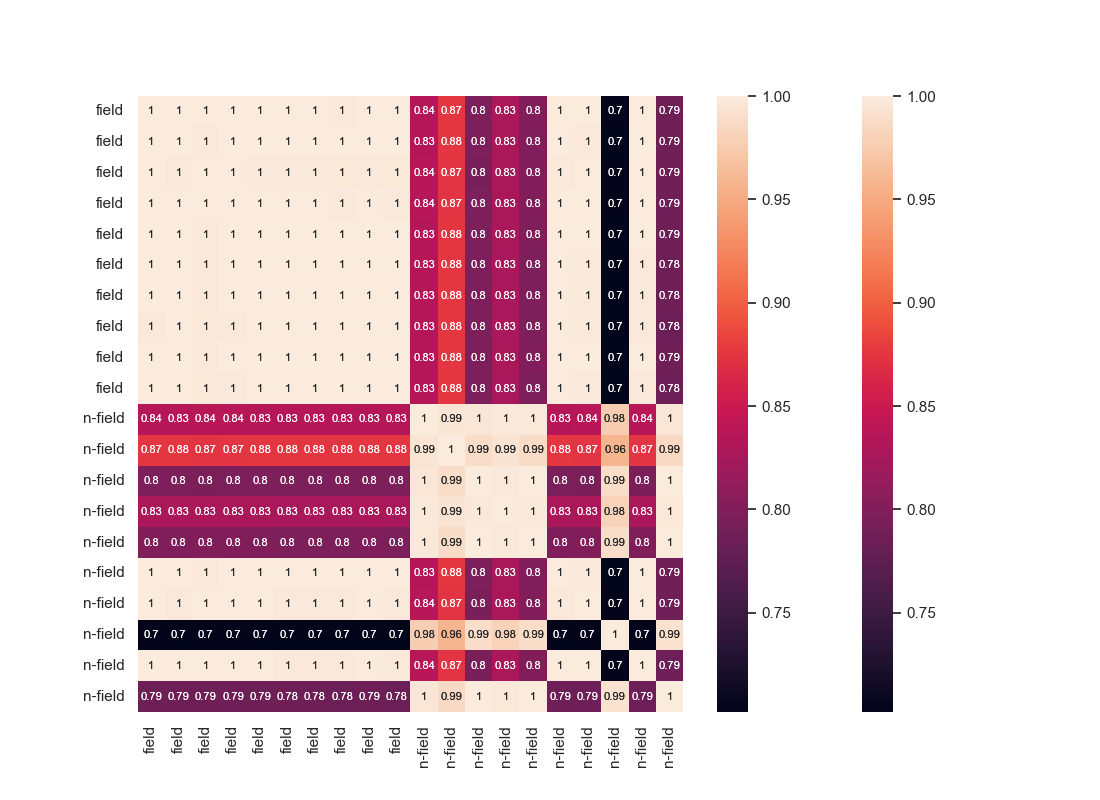 field 1 1 1 1 1 1 1 1 1 1 0.84 0.87 0.8 0.83 0.8 1 1 0.7 1 0.79
field 1 1 1 1 1 1 1 1 1 1 0.83 0.88 0.8 0.83 0.8 1 1 0.7 1 0.79
field 1 1 1 1 1 1 1 1 1 1 0.84 0.87 0.8 0.83 0.8 1 1 0.7 1 0.79
field 1 1 1 1 1 1 1 1 1 1 0.84 0.87 0.8 0.83 0.8 1 1 0.7 1 0.79
field 1 1 1 1 1 1 1 1 1 1 0.83 0.88 0.8 0.83 0.8 1 1 0.7 1 0.79
field 1 1 1 1 1 1 1 1 1 1 0.83 0.88 0.8 0.83 0.8 1 1 0.7 1 0.78
field 1 1 1 1 1 1 1 1 1 1 0.83 0.88 0.8 0.83 0.8 1 1 0.7 1 0.78
field 1 1 1 1 1 1 1 1 1 1 0.83 0.88 0.8 0.83 0.8 1 1 0.7 1 0.78
field 1 1 1 1 1 1 1 1 1 1 0.83 0.88 0.8 0.83 0.8 1 1 0.7 1 0.79
field 1 1 1 1 1 1 1 1 1 1 0.83 0.88 0.8 0.83 0.8 1 1 0.7 1 0.78
n-field 0.84 0.83 0.84 0.84 0.83 0.83 0.83 0.83 0.83 0.83 1 0.99 1 1 1 0.83 0.84 0.98 0.84 1
n-field 0.87 0.88 0.87 0.87 0.88 0.88 0.88 0.88 0.88 0.88 0.99 1 0.99 0.99 0.99 0.88 0.87 0.96 0.87 0.99
n-field 0.8 0.8 0.8 0.8 0.8 0.8 0.8 0.8 0.8 0.8 1 0.99 1 1 1 0.8 0.8 0.99 0.8 1
n-field 0.83 0.83 0.83 0.83 0.83 0.83 0.83 0.83 0.83 0.83 1 0.99 1 1 1 0.83 0.83 0.98 0.83 1
n-field 0.8 0.8 0.8 0.8 0.8 0.8 0.8 0.8 0.8 0.8 1 0.99 1 1 1 0.8 0.8 0.99 0.8 1
n-field 1 1 1 1 1 1 1 1 1 1 0.83 0.88 0.8 0.83 0.8 1 1 0.7 1 0.79
n-field 1 1 1 1 1 1 1 1 1 1 0.84 0.87 0.8 0.83 0.8 1 1 0.7 1 0.79
n-field 0.7 0.7 0.7 0.7 0.7 0.7 0.7 0.7 0.7 0.7 0.98 0.96 0.99 0.98 0.99 0.7 0.7 1 0.7 0.99
n-field 1 1 1 1 1 1 1 1 1 1 0.84 0.87 0.8 0.83 0.8 1 1 0.7 1 0.79
n-field 0.79 0.79 0.79 0.79 0.79 0.78 0.78 0.78 0.79 0.78 1 0.99 1 1 1 0.79 0.79 0.99 0.79 1
field field field field field field field field field field n-field n-field n-field n-field n-field n-field n-field n-field n-field n-field
1.00
0.95
0.90
0.85
0.80
0.75
1.00
0.95
0.90
0.85
0.80
0.75